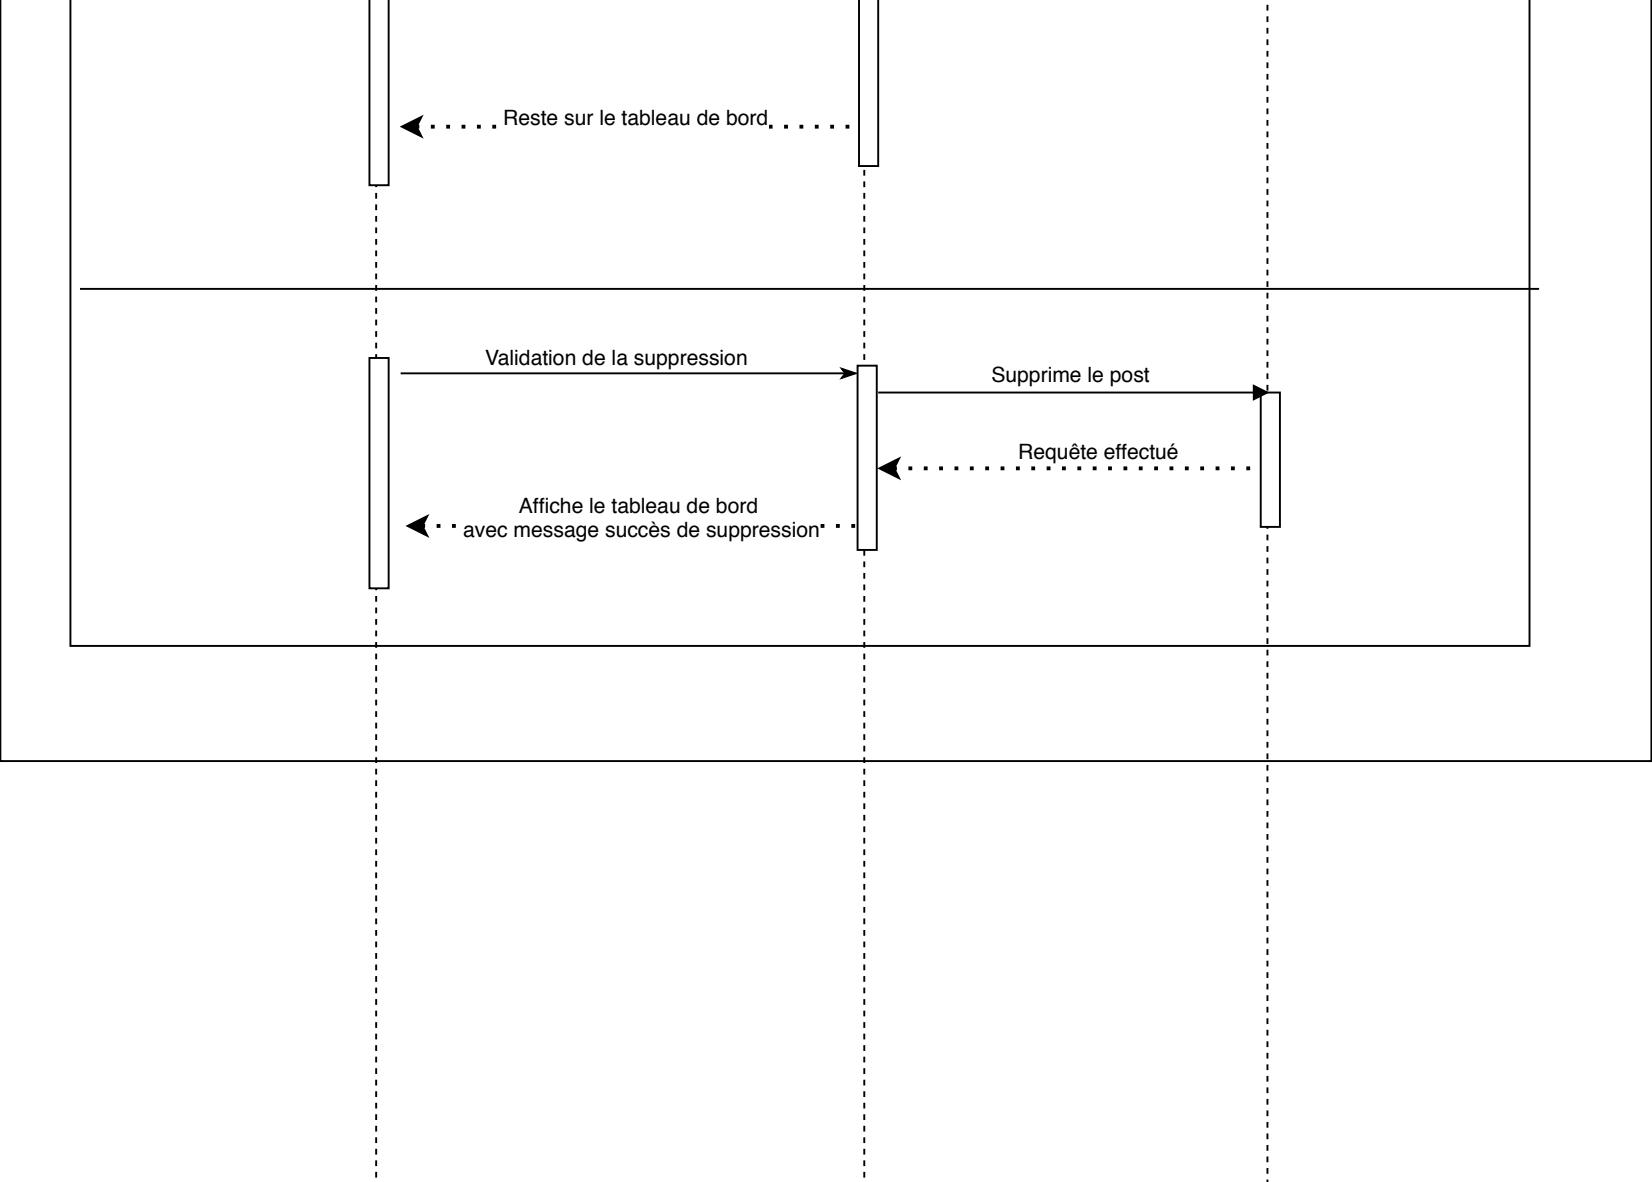 Reste sur le tableau de bord
Validation de la suppression
Supprime le post
Requête effectué
Affiche le tableau de bord
avec message succès de suppression